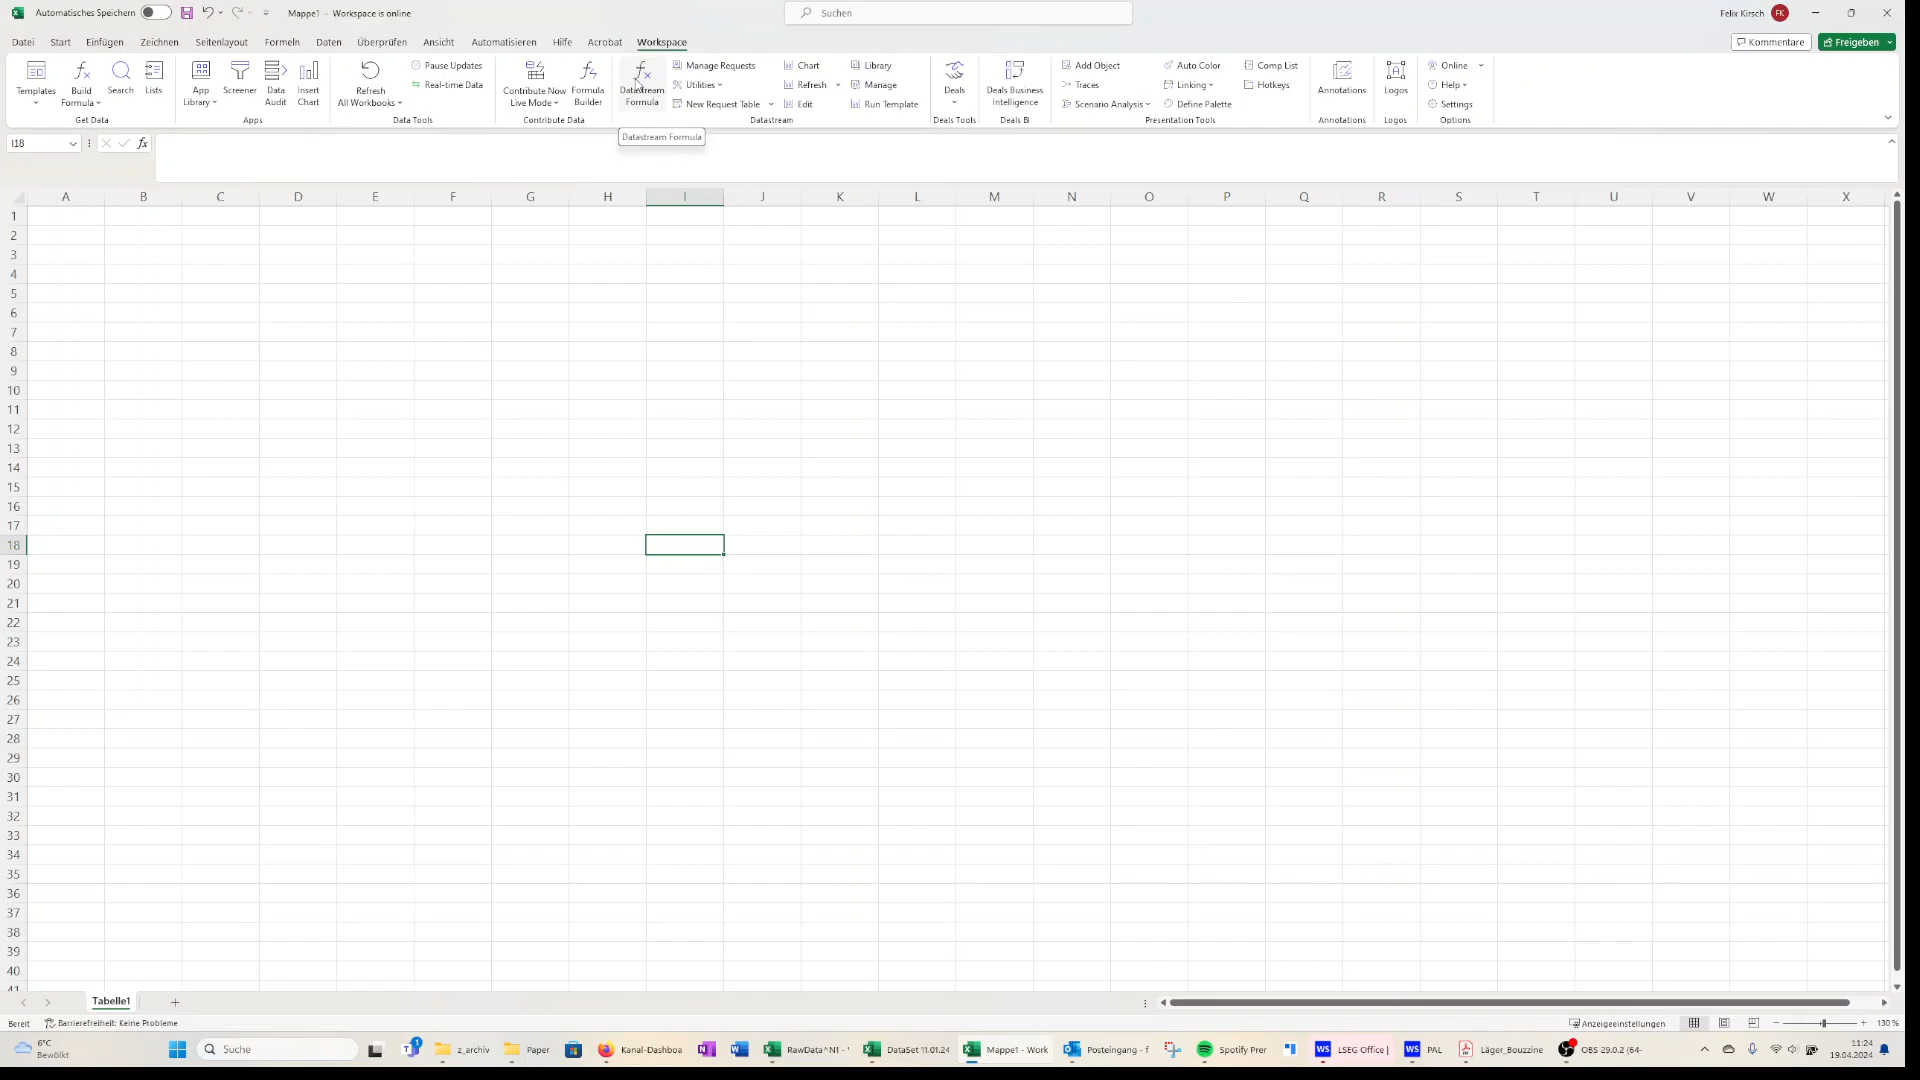 Automatisches Speichern
Mappe1 - Workspace is online
Suchen
Felix Kirsch
FK
Datei Start Einfügen Zeichnen Seitenlayout Formeln Daten Überprüfen Ansicht Automatisieren Hilfe Acrobat Workspace
Kommentare
Freigeben
Templates
Build Formula
Search
Lists
Get Data
App Library
Screener
Data Audit
Insert Chart
Apps
Refresh All Workbooks
Pause Updates
Real-time Data
Data Tools
Contribute Now Live Mode
Formula Builder
Contribute Data
Datastream Formula
Manage Requests
Utilities
New Request Table
Chart
Refresh
Edit
Library
Manage
Run Template
Datastream
Deals
Deals Tools
Deals Business Intelligence
Deals Bi
Add Object
Traces
Scenario Analysis
Auto Color
Linking
Define Palette
Comp List
Hotkeys
Presentation Tools
Annotations
Annotations
Logos
Logos
Online
Help
Settings
Options
I18
fx
Datastream Formula
A B C D E F G H I J K L M N O P Q R S T U V W X
1
2
3
4
5
6
7
8
9
10
11
12
13
14
15
16
17
18
19
20
21
22
23
24
25
26
27
28
29
30
31
32
33
34
35
36
37
38
39
40
41
Tabelle1
Bereit
Barrierefreiheit: Keine Probleme
Anzeigeeinstellungen
130 %
6°C
Bewölkt
Suche
1
z_archiv
Paper
Kanal-Dashboa
RawData^N1 - '
DataSet 11.01.24
Mappe1 - Work
Posteingang - f
Spotify Prer
WS LSEG Office |
WS PAL
Läger_Bouzzine
OBS 29.0.2 (64-
11:24
19.04.2024